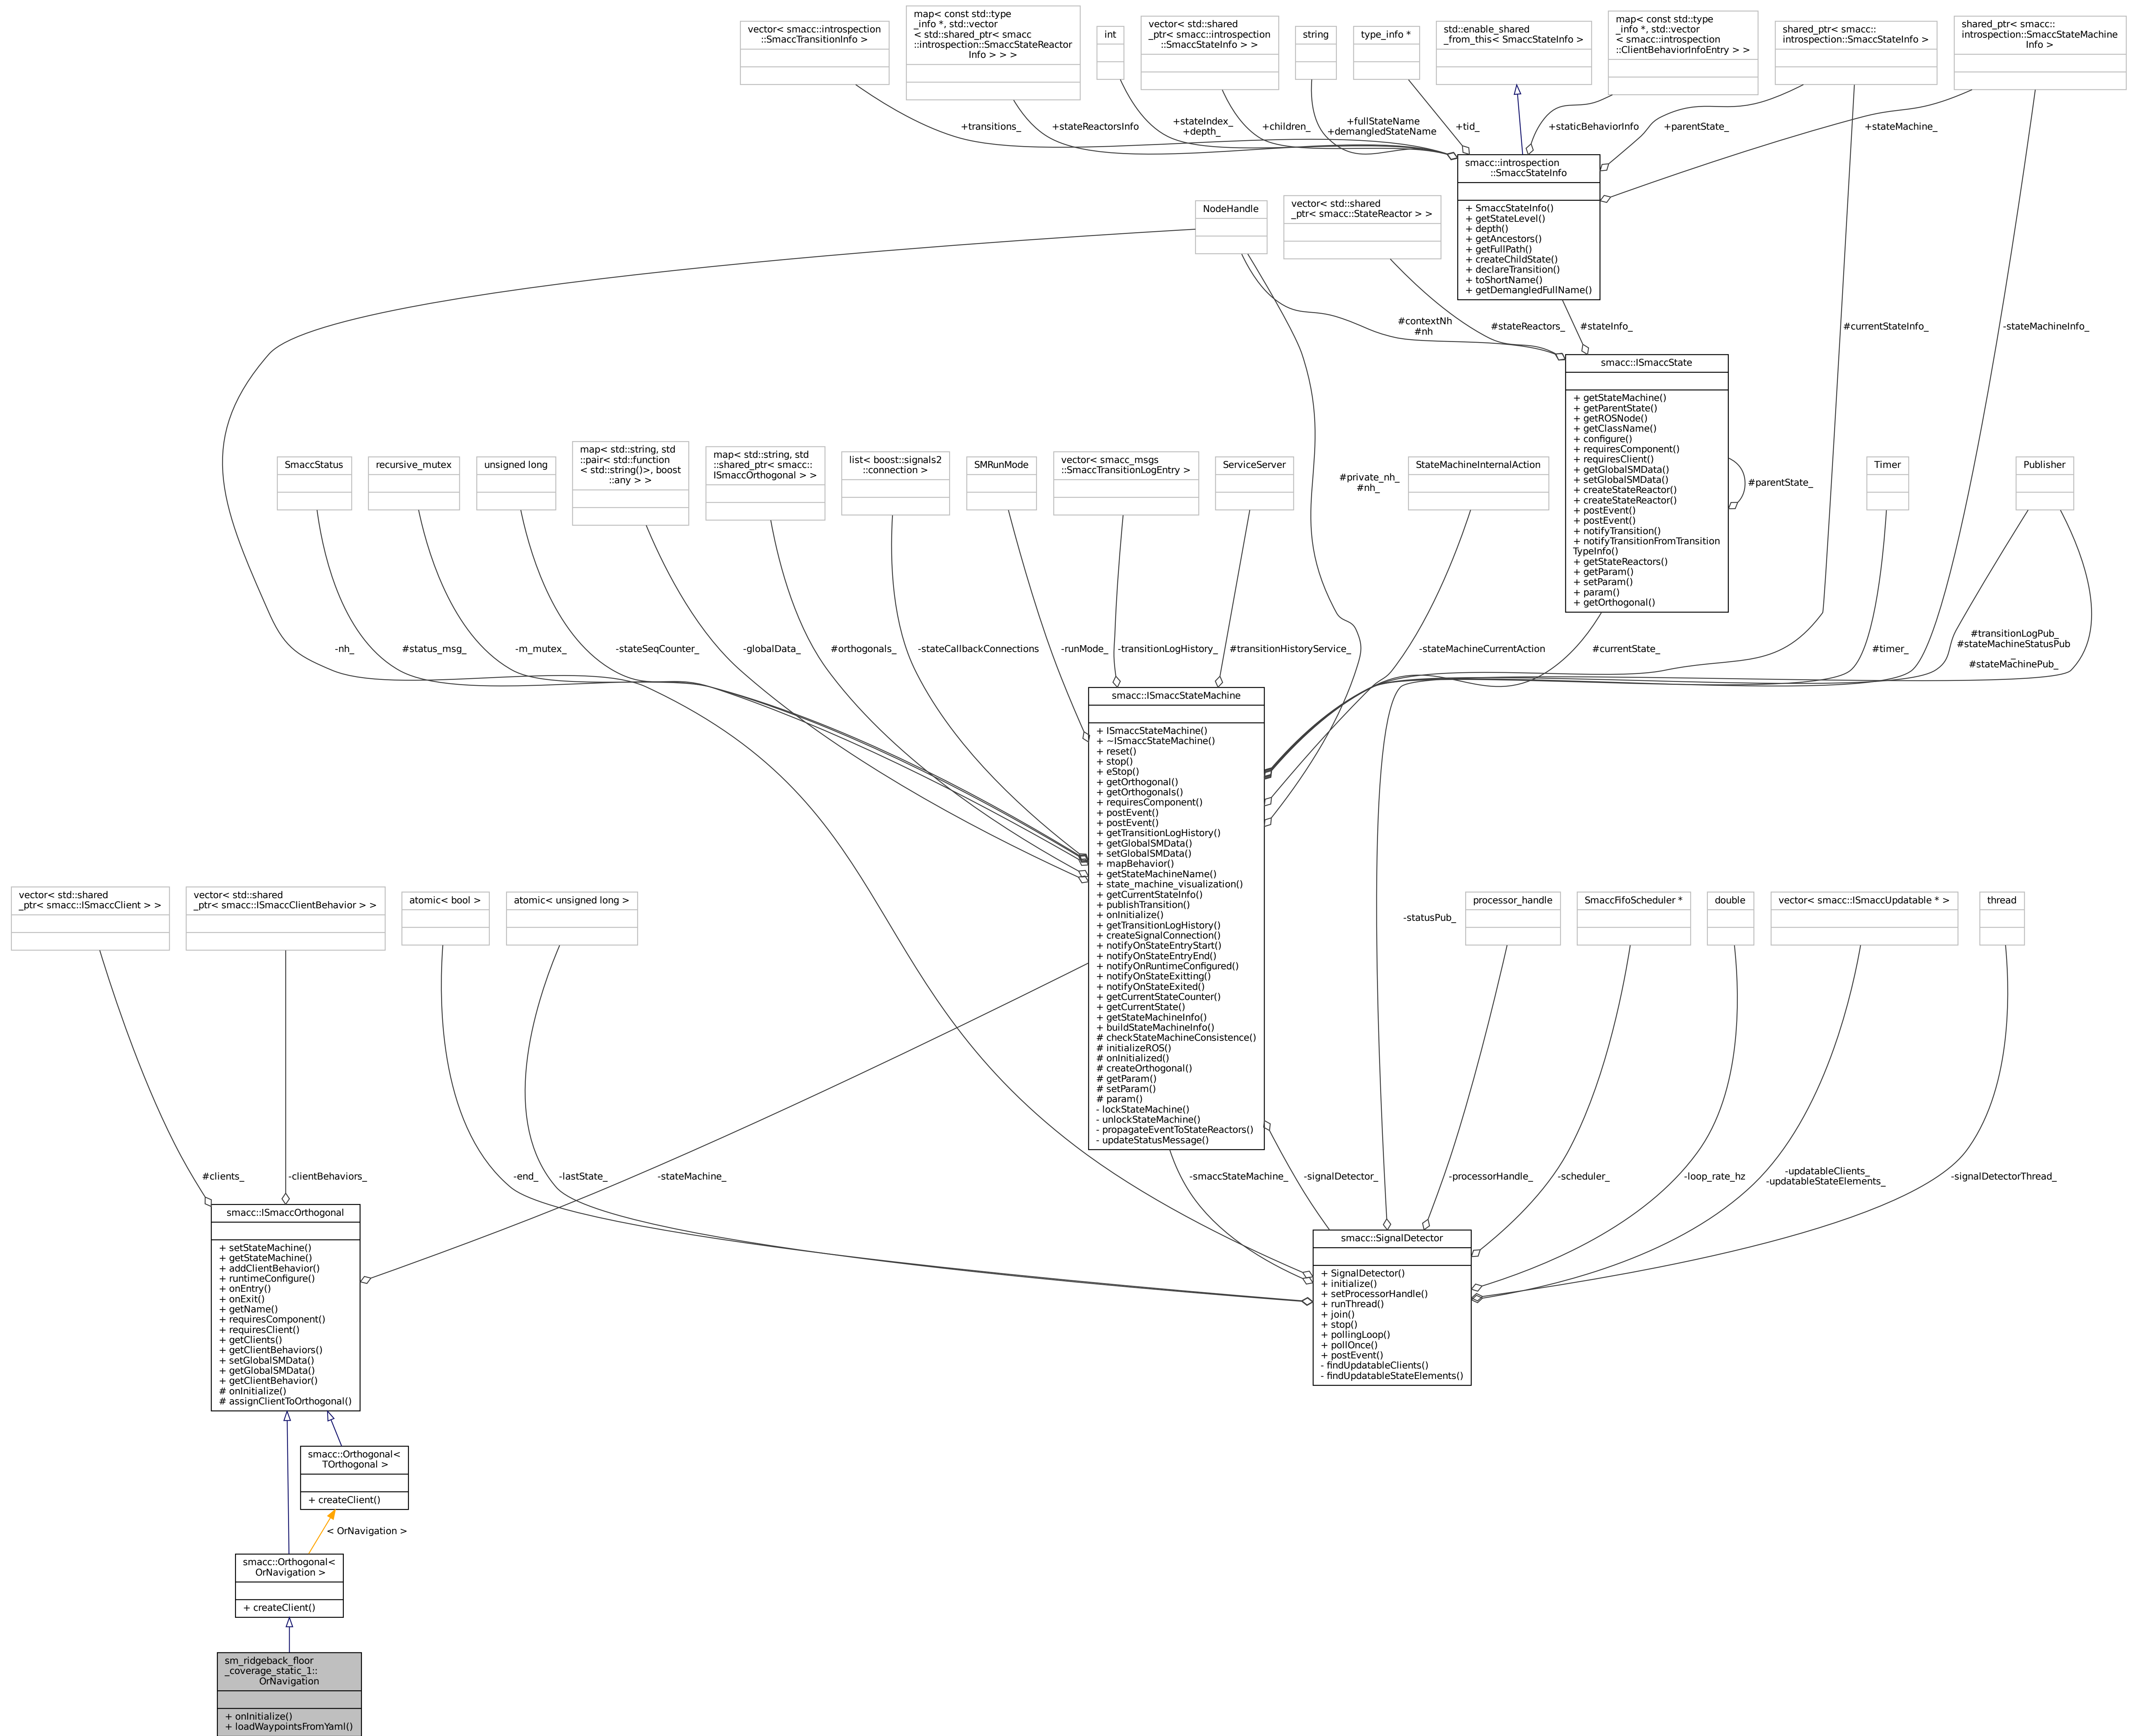 vector< smacc::introspection
::SmaccTransitionInfo >
map< const std::type
_info *, std::vector
< std::shared_ptr< smacc
::introspection::SmaccStateReactor
Info > > >
int
vector< std::shared
_ptr< smacc::introspection
::SmaccStateInfo > >
string
type_info *
std::enable_shared
_from_this< SmaccStateInfo >
map< const std::type
_info *, std::vector
< smacc::introspection
::ClientBehaviorInfoEntry > >
shared_ptr< smacc::
introspection::SmaccStateInfo >
shared_ptr< smacc::
introspection::SmaccStateMachine
Info >
+transitions_
+stateReactorsInfo
+stateIndex_
+depth_
+children_
+fullStateName
+demangledStateName
+tid_
+staticBehaviorInfo
+parentState_
+stateMachine_
smacc::introspection
::SmaccStateInfo
+ SmaccStateInfo()
+ getStateLevel()
+ depth()
+ getAncestors()
+ getFullPath()
+ createChildState()
+ declareTransition()
+ toShortName()
+ getDemangledFullName()
NodeHandle
vector< std::shared
_ptr< smacc::StateReactor > >
#contextNh
#nh
#stateReactors_
#stateInfo_
#currentStateInfo_
-stateMachineInfo_
smacc::ISmaccState
+ getStateMachine()
+ getParentState()
+ getROSNode()
+ getClassName()
+ configure()
+ requiresComponent()
+ requiresClient()
+ getGlobalSMData()
+ setGlobalSMData()
+ createStateReactor()
+ createStateReactor()
+ postEvent()
+ postEvent()
+ notifyTransition()
+ notifyTransitionFromTransition
TypeInfo()
+ getStateReactors()
+ getParam()
+ setParam()
+ param()
+ getOrthogonal()
#parentState_
SmaccStatus
recursive_mutex
unsigned long
map< std::string, std
::pair< std::function
< std::string()>, boost
::any > >
map< std::string, std
::shared_ptr< smacc::
ISmaccOrthogonal > >
list< boost::signals2
::connection >
SMRunMode
vector< smacc_msgs
::SmaccTransitionLogEntry >
ServiceServer
#private_nh_
#nh_
StateMachineInternalAction
Timer
Publisher
-nh_
#status_msg_
-m_mutex_
-stateSeqCounter_
-globalData_
#orthogonals_
-stateCallbackConnections
-runMode_
-transitionLogHistory_
#transitionHistoryService_
-stateMachineCurrentAction
#currentState_
#timer_
#transitionLogPub_
#stateMachineStatusPub
_
#stateMachinePub_
smacc::ISmaccStateMachine
+ ISmaccStateMachine()
+ ~ISmaccStateMachine()
+ reset()
+ stop()
+ eStop()
+ getOrthogonal()
+ getOrthogonals()
+ requiresComponent()
+ postEvent()
+ postEvent()
+ getTransitionLogHistory()
+ getGlobalSMData()
+ setGlobalSMData()
+ mapBehavior()
+ getStateMachineName()
+ state_machine_visualization()
+ getCurrentStateInfo()
+ publishTransition()
+ onInitialize()
+ getTransitionLogHistory()
+ createSignalConnection()
+ notifyOnStateEntryStart()
+ notifyOnStateEntryEnd()
+ notifyOnRuntimeConfigured()
+ notifyOnStateExitting()
+ notifyOnStateExited()
+ getCurrentStateCounter()
+ getCurrentState()
+ getStateMachineInfo()
+ buildStateMachineInfo()
# checkStateMachineConsistence()
# initializeROS()
# onInitialized()
# createOrthogonal()
# getParam()
# setParam()
# param()
- lockStateMachine()
- unlockStateMachine()
- propagateEventToStateReactors()
- updateStatusMessage()
vector< std::shared
_ptr< smacc::ISmaccClient > >
vector< std::shared
_ptr< smacc::ISmaccClientBehavior > >
atomic< bool >
atomic< unsigned long >
-statusPub_
processor_handle
SmaccFifoScheduler *
double
vector< smacc::ISmaccUpdatable * >
thread
#clients_
-clientBehaviors_
-end_
-lastState_
-stateMachine_
-smaccStateMachine_
-signalDetector_
-processorHandle_
-scheduler_
-loop_rate_hz
-updatableClients_
-updatableStateElements_
-signalDetectorThread_
smacc::ISmaccOrthogonal
+ setStateMachine()
+ getStateMachine()
+ addClientBehavior()
+ runtimeConfigure()
+ onEntry()
+ onExit()
+ getName()
+ requiresComponent()
+ requiresClient()
+ getClients()
+ getClientBehaviors()
+ setGlobalSMData()
+ getGlobalSMData()
+ getClientBehavior()
# onInitialize()
# assignClientToOrthogonal()
smacc::SignalDetector
+ SignalDetector()
+ initialize()
+ setProcessorHandle()
+ runThread()
+ join()
+ stop()
+ pollingLoop()
+ pollOnce()
+ postEvent()
- findUpdatableClients()
- findUpdatableStateElements()
smacc::Orthogonal<
TOrthogonal >
+ createClient()
< OrNavigation >
smacc::Orthogonal<
OrNavigation >
+ createClient()
sm_ridgeback_floor
_coverage_static_1::
OrNavigation
+ onInitialize()
+ loadWaypointsFromYaml()